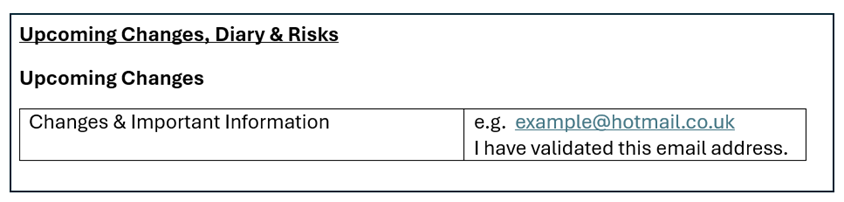 Upcoming Changes, Diary & Risks
Upcoming Changes
Changes & Important Information
e.g. example@hotmail.co.uk
I have validated this email address.